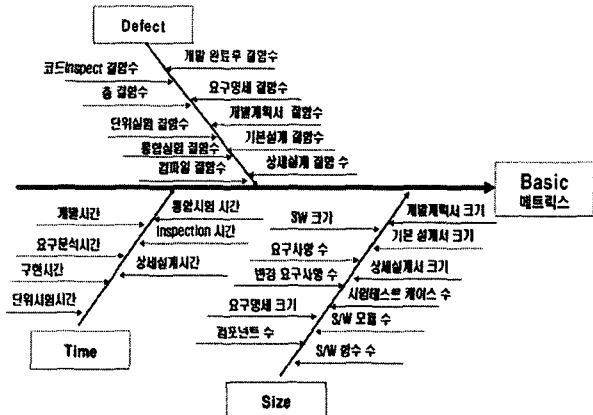 Defect
개발 완료후 결함수
코드Inspect 결함수
요구명세 결함수
총 결함수
개발계획서 결함수
단위실험 결함수
기본설계 결함수
통합실험 결함수
상세설계 결함 수
컴파일 결함수
Basic
매트릭스
개발시간
통합시험 시간
Inspection 시간
요구분석시간
상세설계시간
구현시간
단위시험시간
Time
개발계획서 크기
SW 크기
기본 설계서 크기
요구사항 수
상세설계서 크기
변경 요구사항 수
시험테스트 케이스 수
요구명세 크기
S/W 모듈 수
컴포넌트 수
S/W 함수 수
Size